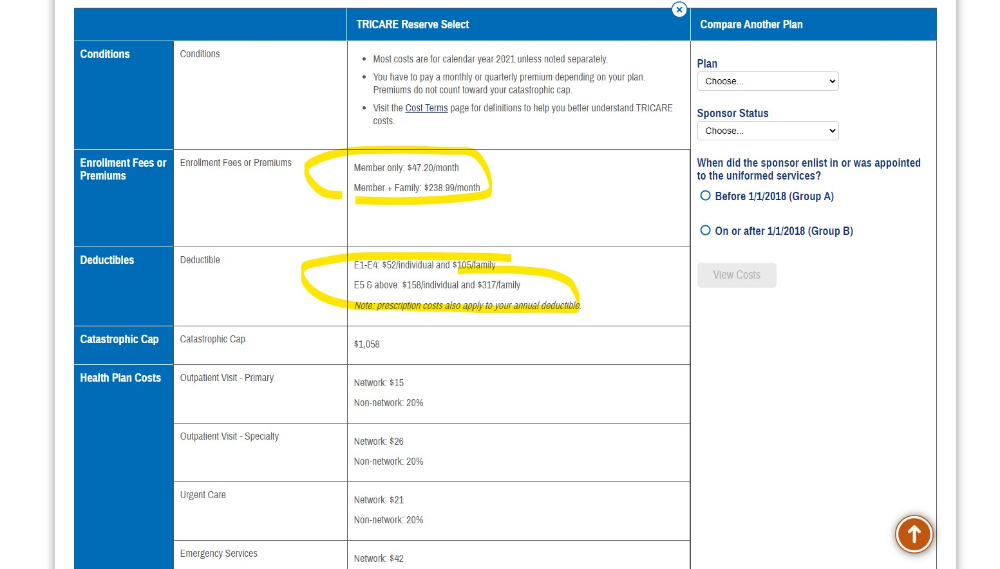 TRICARE Reserve Select
Compare Another Plan
Conditions
Conditions
• Most costs are for calendar year 2021 unless noted separately.
• You have to pay a monthly or quarterly premium depending on your plan.
Premiums do not count toward your catastrophic cap.
• Visit the Cost Terms page for definitions to help you better understand TRICARE
costs.
Enrollment Fees or
Premiums
Enrollment Fees or Premiums
Member only: $47.20/month
Member + Family: $238.99/month
Deductibles
Deductible
E1-E4: $52/individual and $105/family
E5 & above: $158/individual and $317/family
Note: prescription costs also apply to your annual deductible.
Catastrophic Cap
Catastrophic Cap
$1,058
Health Plan Costs
Outpatient Visit - Primary
Network: $15
Non-network: 20%
Outpatient Visit - Specialty
Network: $26
Non-network: 20%
Urgent Care
Network: $21
Non-network: 20%
Emergency Services
Network: $42
Plan
Choose...
Sponsor Status
Choose...
When did the sponsor enlist in or was appointed
to the uniformed services?
Before 1/1/2018 (Group A)
On or after 1/1/2018 (Group B)
View Costs